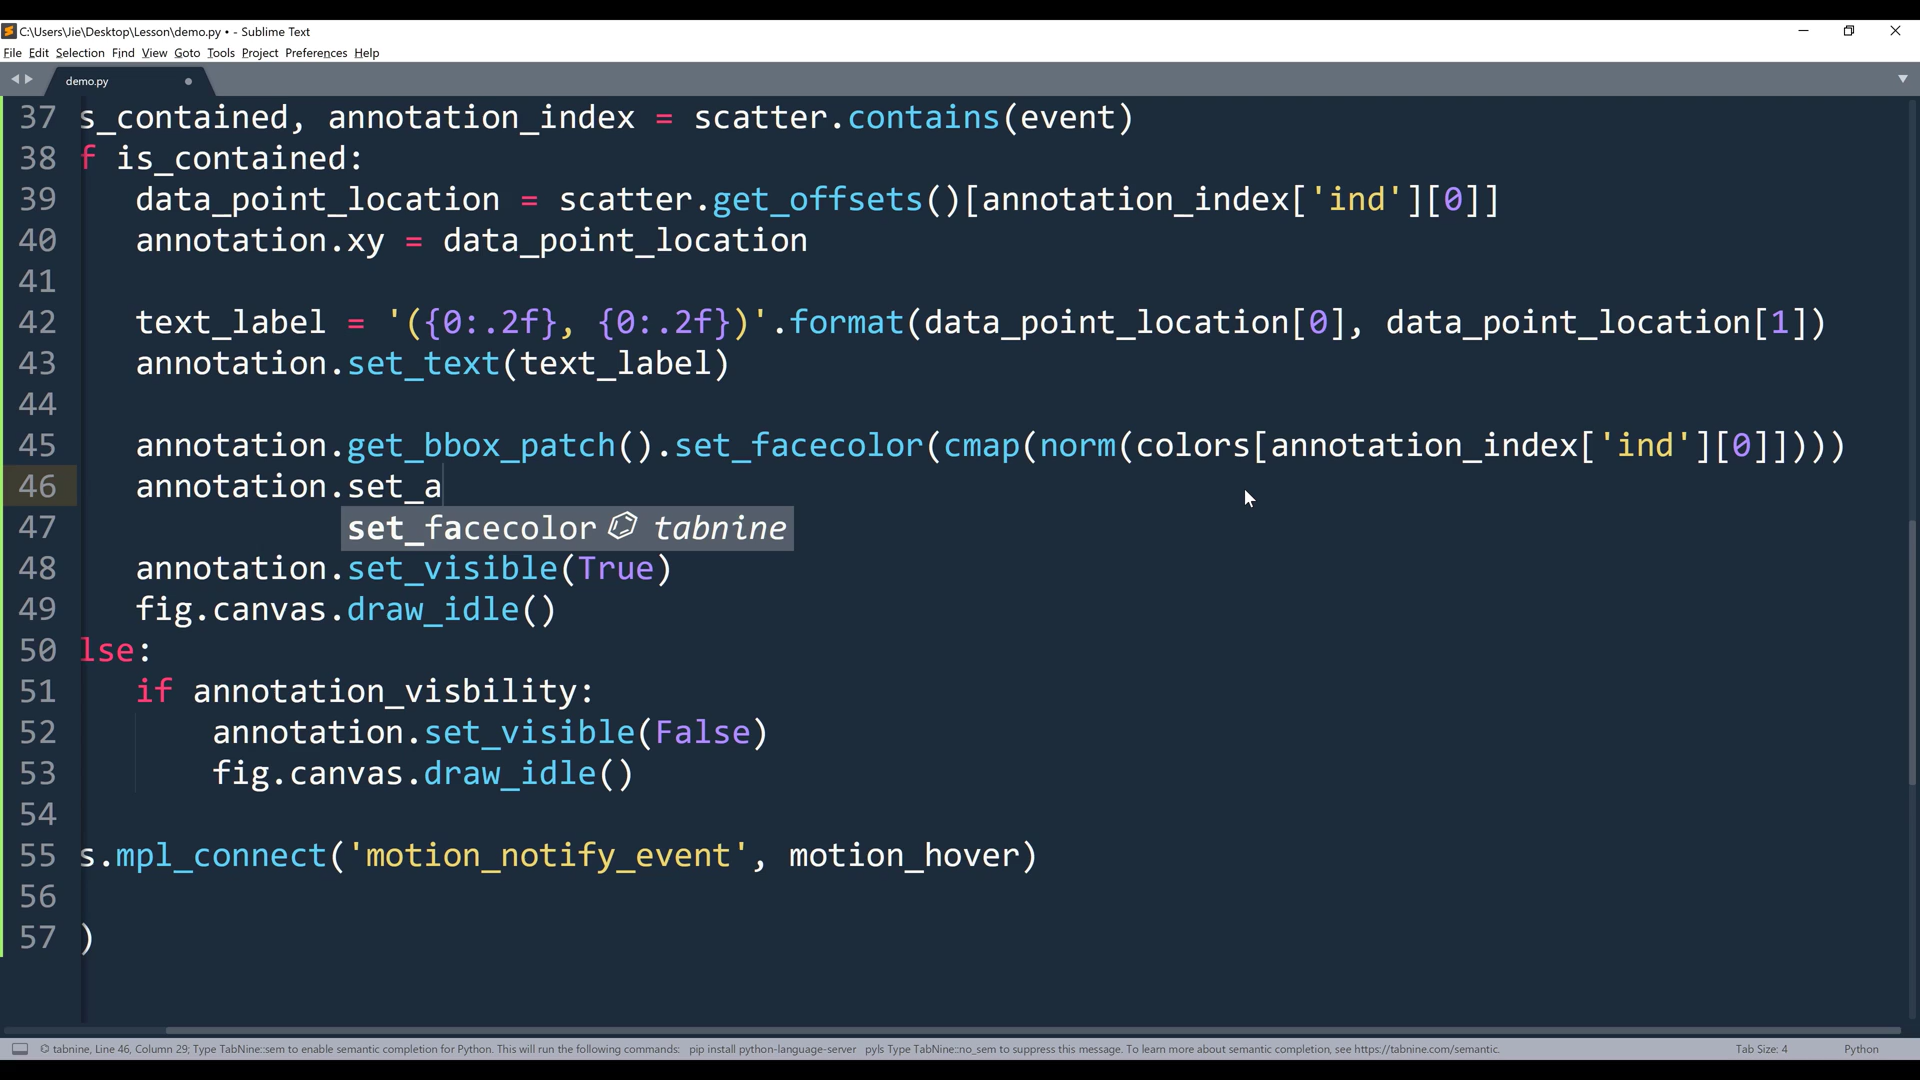 C:\Users\Jie\Desktop\Lesson\demo.py • - Sublime Text
File Edit Selection Find View Goto Tools Project Preferences Help
demo.py
37 s_contained, annotation_index = scatter.contains(event)
38 f is_contained:
39 data_point_location = scatter.get_offsets()[annotation_index['ind'][0]]
40 annotation.xy = data_point_location
41
42 text_label = '({0:.2f}, {0:.2f})'.format(data_point_location[0], data_point_location[1])
43 annotation.set_text(text_label)
44
45 annotation.get_bbox_patch().set_facecolor(cmap(norm(colors[annotation_index['ind'][0]])))
46 annotation.set_a
47 set_facecolor tabnine
48 annotation.set_visible(True)
49 fig.canvas.draw_idle()
50 lse:
51 if annotation_visbility:
52 annotation.set_visible(False)
53 fig.canvas.draw_idle()
54
55 s.mpl_connect('motion_notify_event', motion_hover)
56
57 )
tabnine, Line 46, Column 29; Type TabNine::sem to enable semantic completion for Python. This will run the following commands: pip install python-language-server pyls Type TabNine::no_sem to suppress this message. To learn more about semantic completion, see https://tabnine.com/semantic. Tab Size: 4 Python